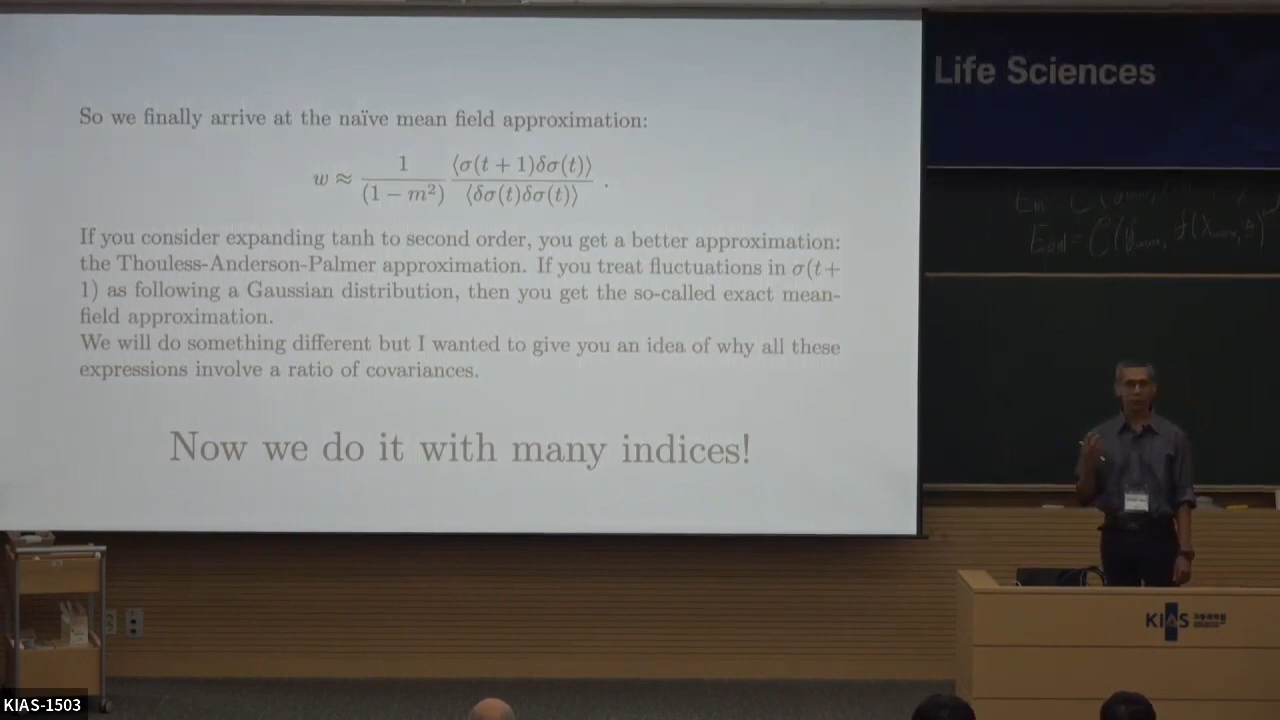 So we finally arrive at the naïve mean field approximation:
w ≈ 1/(1 − m²) ⟨σ(t + 1)δσ(t)⟩/⟨δσ(t)δσ(t)⟩ .
If you consider expanding tanh to second order, you get a better approximation:
the Thouless-Anderson-Palmer approximation. If you treat fluctuations in σ(t+
1) as following a Gaussian distribution, then you get the so-called exact mean-
field approximation.
We will do something different but I wanted to give you an idea of why all these
expressions involve a ratio of covariances.
Now we do it with many indices!
Life Sciences
KIAS
KIAS-1503